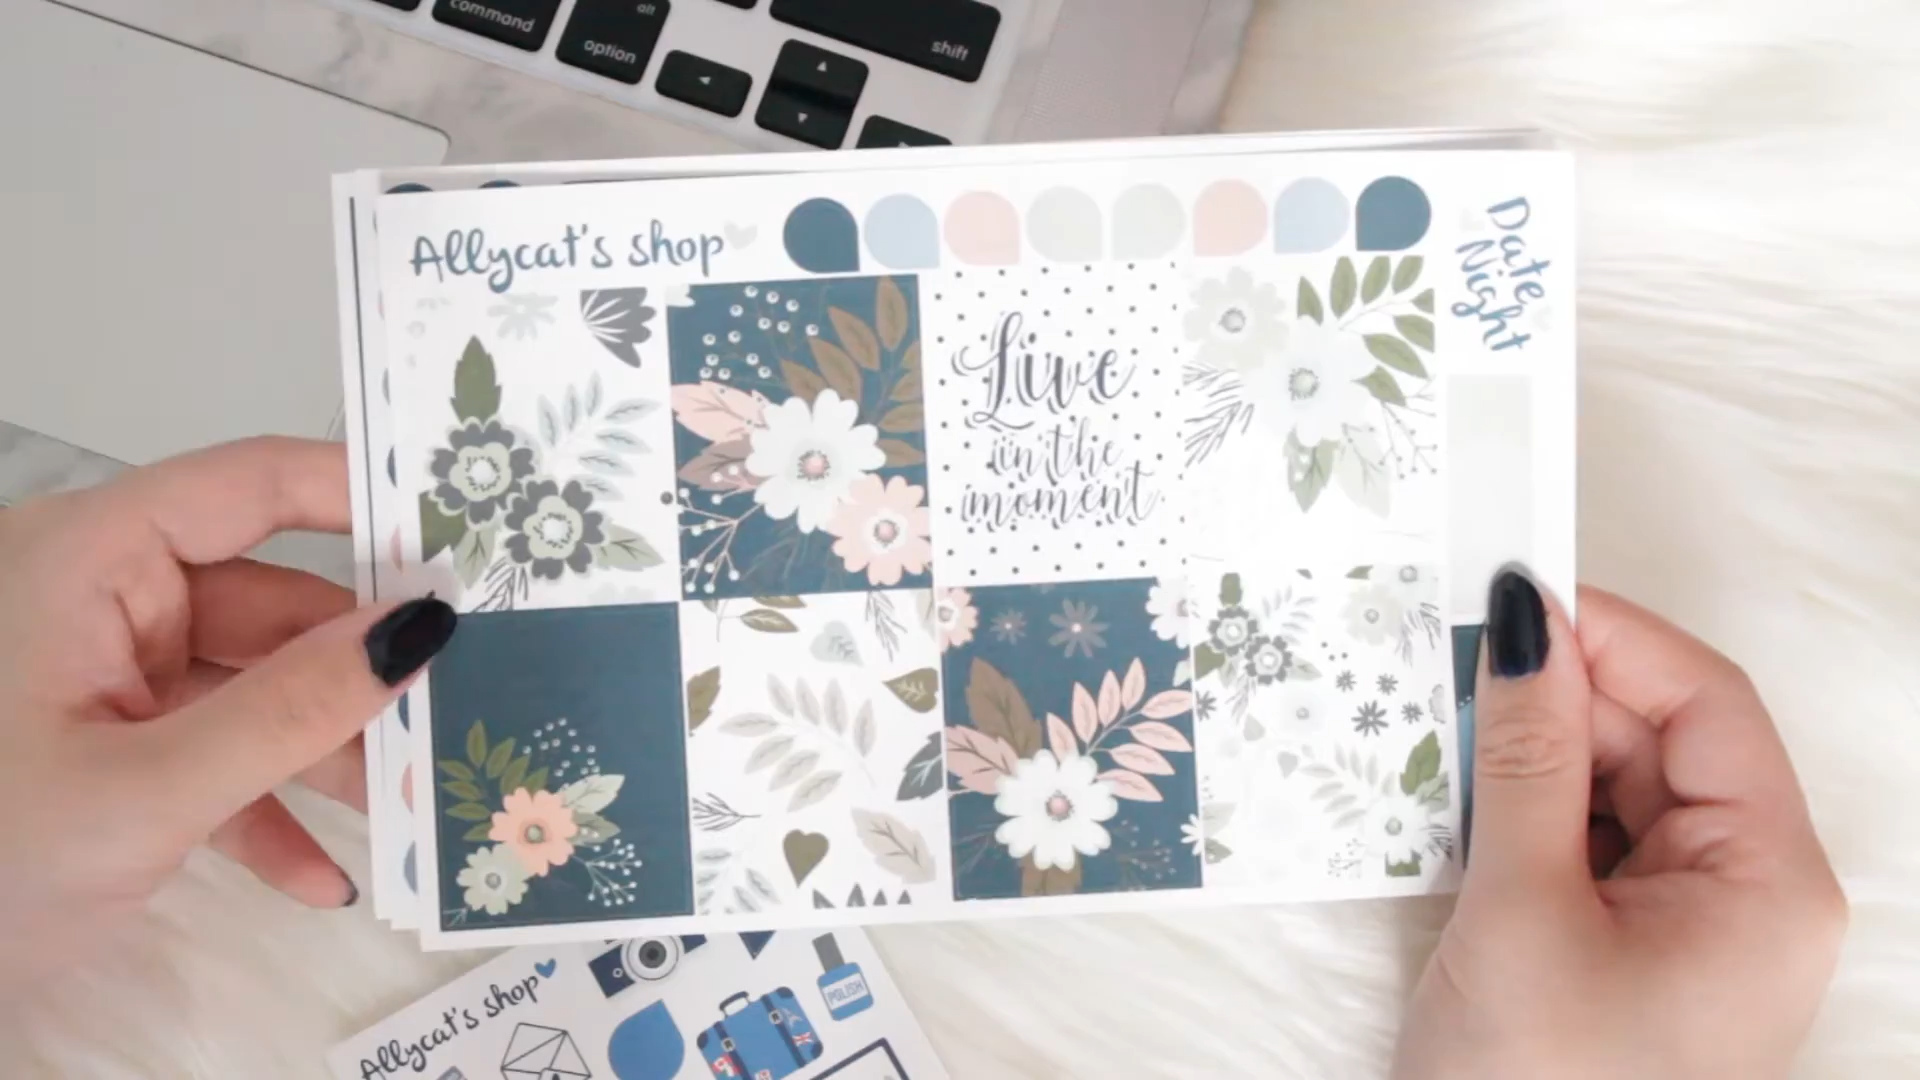 alt
command
option
shift
Allycat's shop
Date
Night
Live
in the
moment
Allycat's shop
POLISH